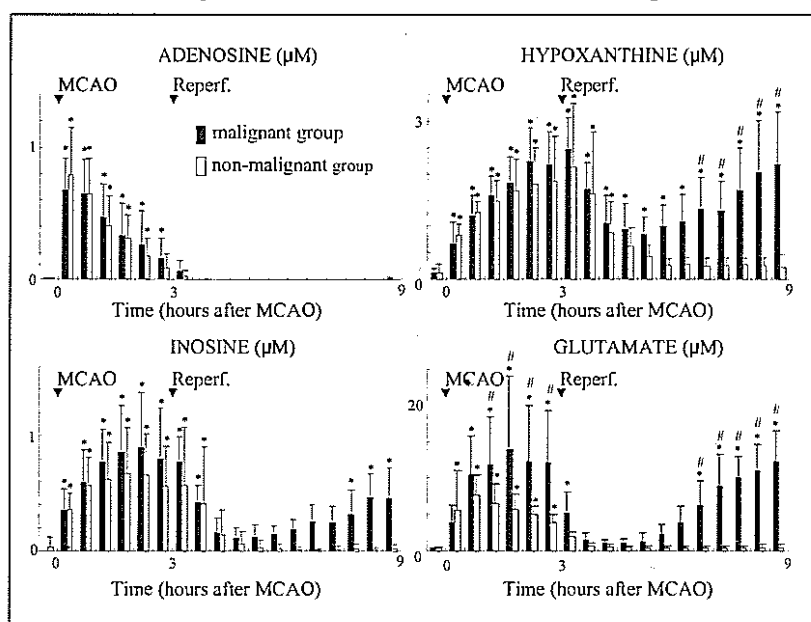 ADENOSINE (µM)
MCAO
Reperf.
malignant group
non-malignant group
1
0
0
3
9
Time (hours after MCAO)
HYPOXANTHINE (µM)
MCAO
Reperf.
3
0
0
3
9
Time (hours after MCAO)
INOSINE (µM)
MCAO
Reperf.
1
0
0
3
9
Time (hours after MCAO)
GLUTAMATE (µM)
MCAO
Reperf.
20
0
0
3
9
Time (hours after MCAO)